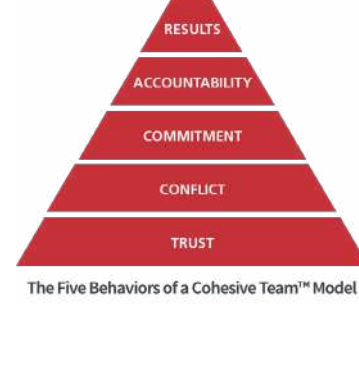 RESULTS
ACCOUNTABILITY
COMMITMENT
CONFLICT
TRUST
The Five Behaviors of a Cohesive Team™ Model